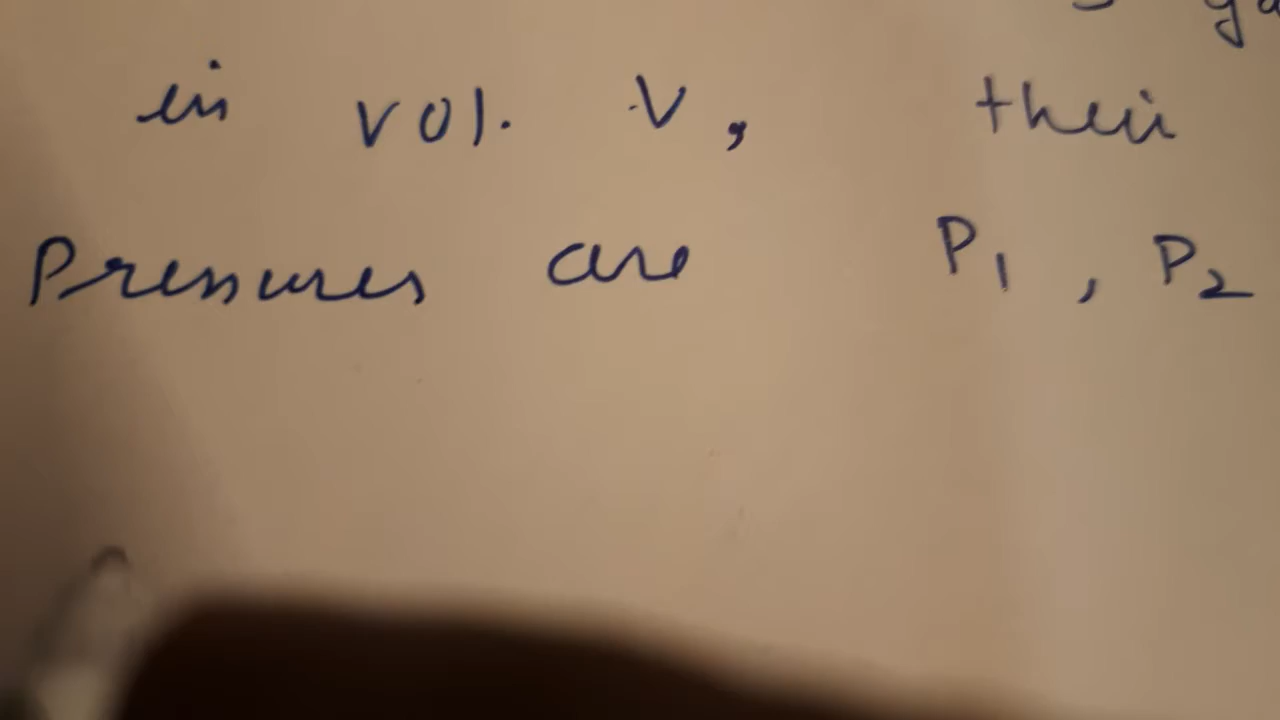 in vol. V, their
Pressures are P₁, P₂